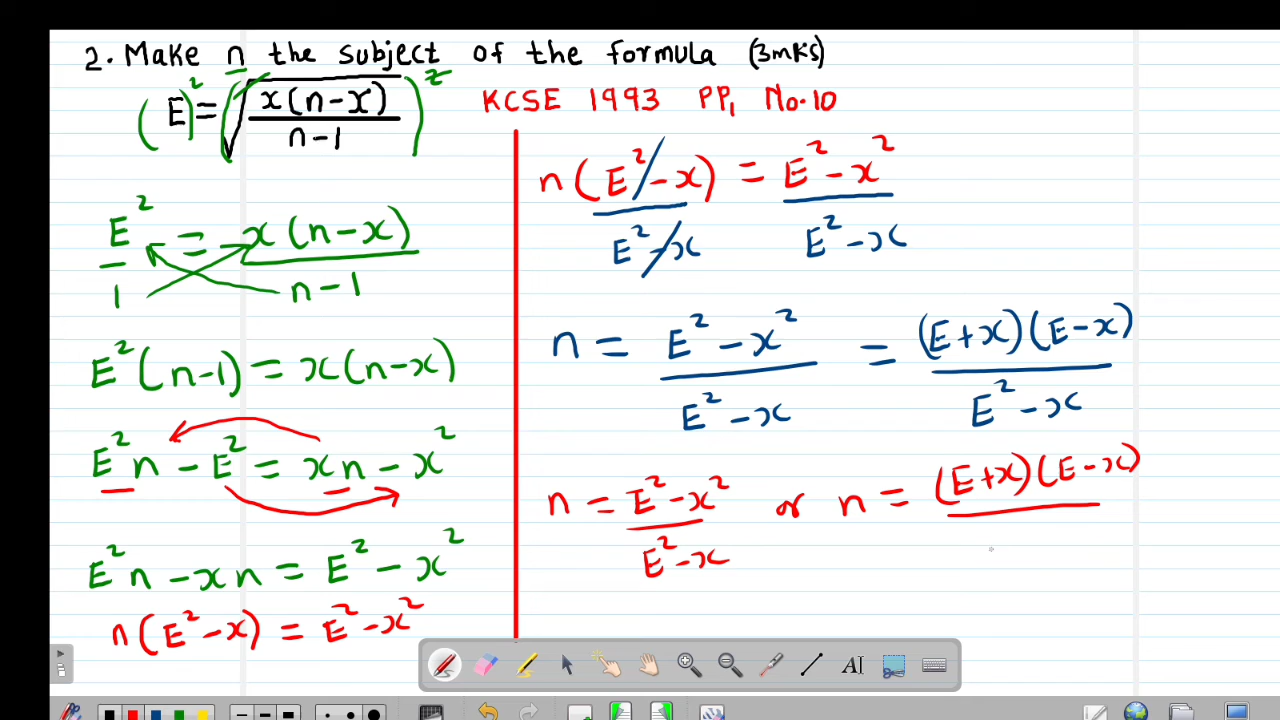 2. Make n the subject of the formula (3mks)
(E)² = (√(x(n-x)/(n-1)))²
KCSE 1993 PP₁ No.10
E²/1 = x(n-x)/(n-1)
E²(n-1) = x(n-x)
E²n - E² = xn - x²
E²n - xn = E² - x²
n(E² - x) = E² - x²
n(E² - x)/(E² - x) = (E² - x²)/(E² - x)
n = (E² - x²)/(E² - x) = (E+x)(E-x)/(E² - x)
n = (E² - x²)/(E² - x) or n = (E+x)(E-x)
AI